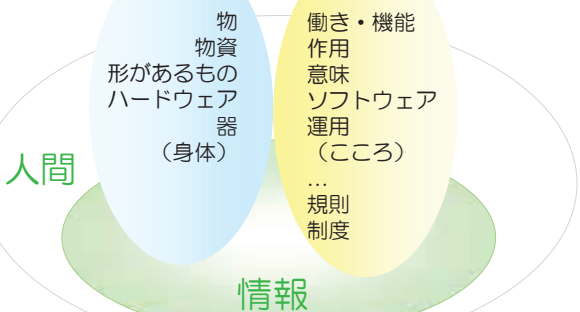 物
物資
形があるもの
ハードウェア
器
（身体）
働き・機能
作用
意味
ソフトウェア
運用
（こころ）
…
規則
制度
人間
情報